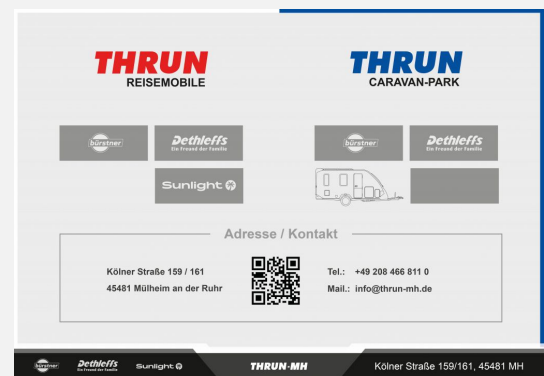 THRUN
REISEMOBILE
THRUN
CARAVAN-PARK
bürstner
Dethleffs
Ein Freund der Familie
bürstner
Dethleffs
Ein Freund der Familie
Sunlight
Adresse / Kontakt
Kölner Straße 159 / 161
45481 Mülheim an der Ruhr
Tel.: +49 208 466 811 0
Mail.: info@thrun-mh.de
bürstner
Dethleffs
Ein Freund der Familie
Sunlight
THRUN-MH
Kölner Straße 159/161, 45481 MH